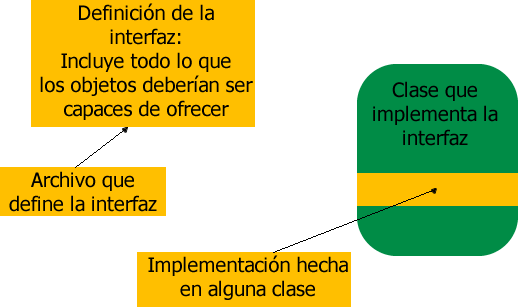 Definición de la
interfaz:
Incluye todo lo que
los objetos deberían ser
capaces de ofrecer
Clase que
implementa la
interfaz
Archivo que
define la interfaz
Implementación hecha
en alguna clase